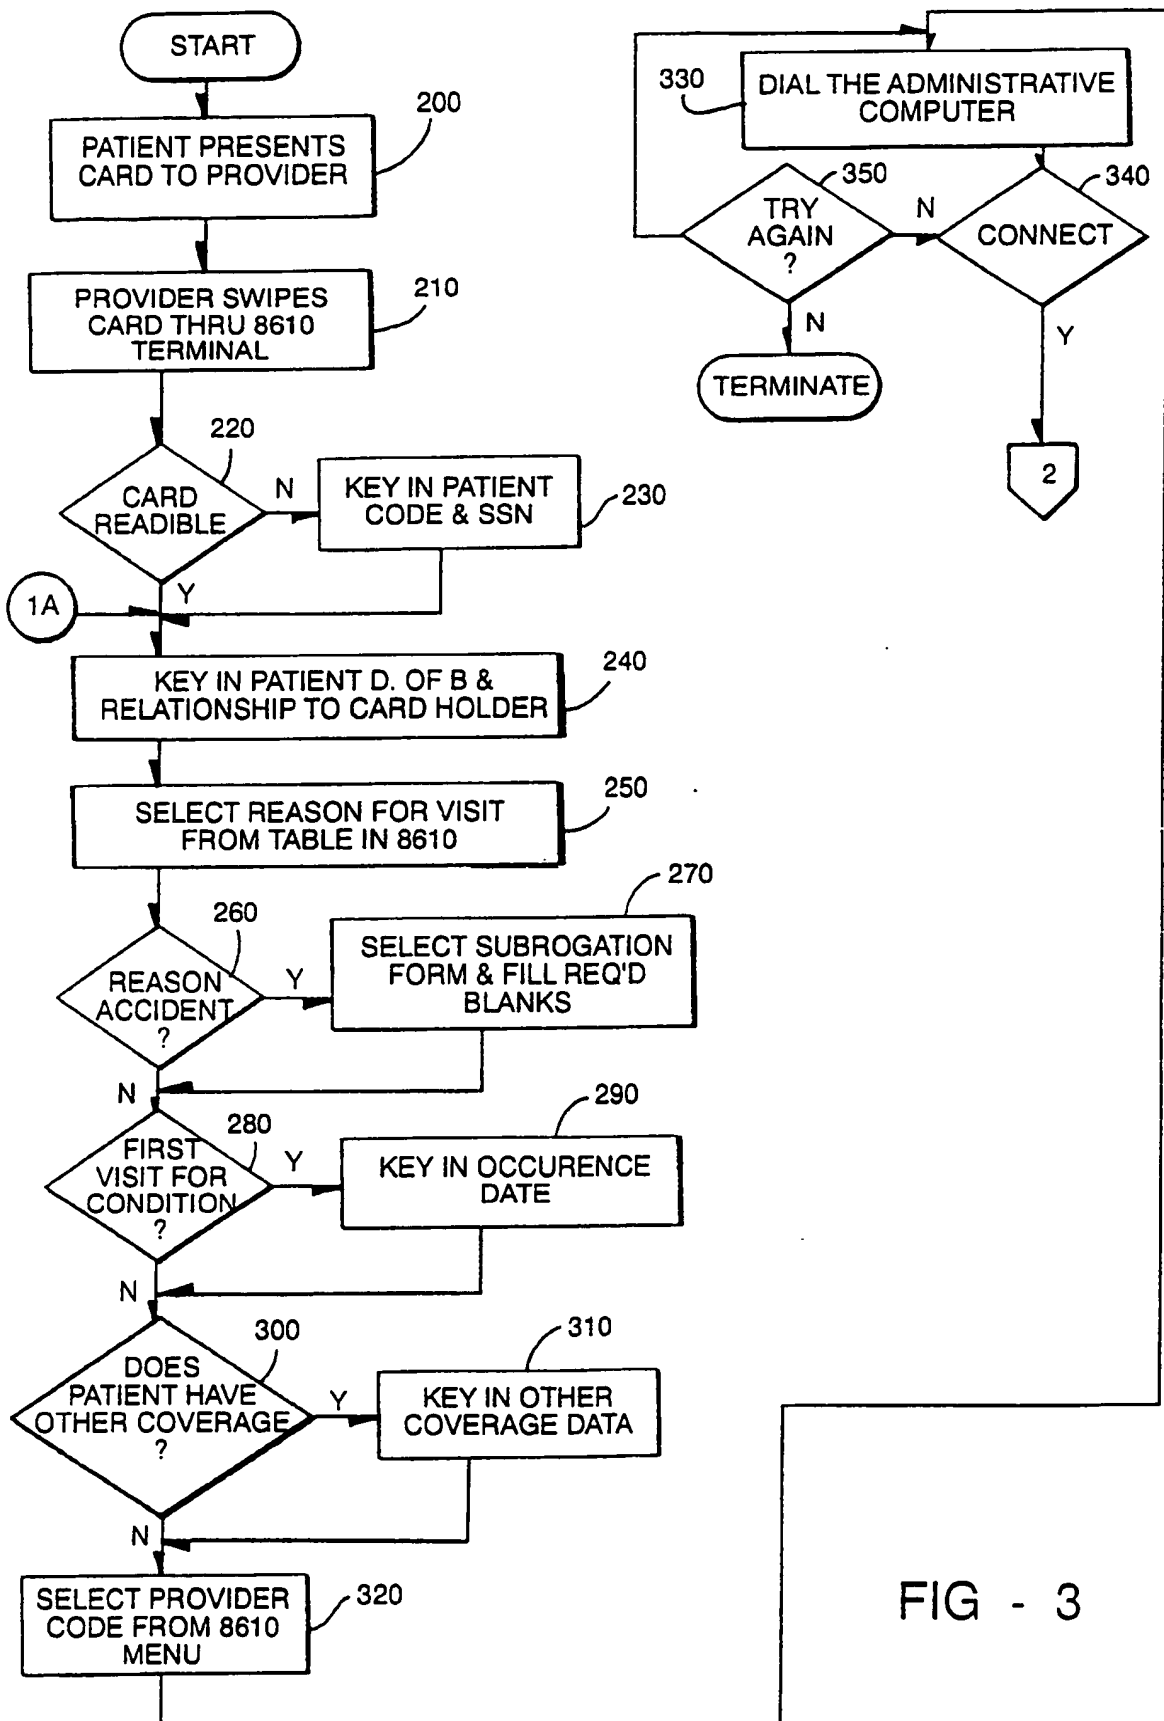 START
200
PATIENT PRESENTS
CARD TO PROVIDER
210
PROVIDER SWIPES
CARD THRU 8610
TERMINAL
220
CARD
READIBLE
N
KEY IN PATIENT
CODE & SSN
230
Y
1A
240
KEY IN PATIENT D. OF B &
RELATIONSHIP TO CARD HOLDER
250
SELECT REASON FOR VISIT
FROM TABLE IN 8610
260
REASON
ACCIDENT
?
Y
270
SELECT SUBROGATION
FORM & FILL REQ'D
BLANKS
N
280
FIRST
VISIT FOR
CONDITION
?
Y
290
KEY IN OCCURENCE
DATE
N
300
DOES
PATIENT HAVE
OTHER COVERAGE
?
Y
310
KEY IN OTHER
COVERAGE DATA
N
320
SELECT PROVIDER
CODE FROM 8610
MENU
330
DIAL THE ADMINISTRATIVE
COMPUTER
350
TRY
AGAIN
?
N
340
CONNECT
N
TERMINATE
Y
2
FIG - 3